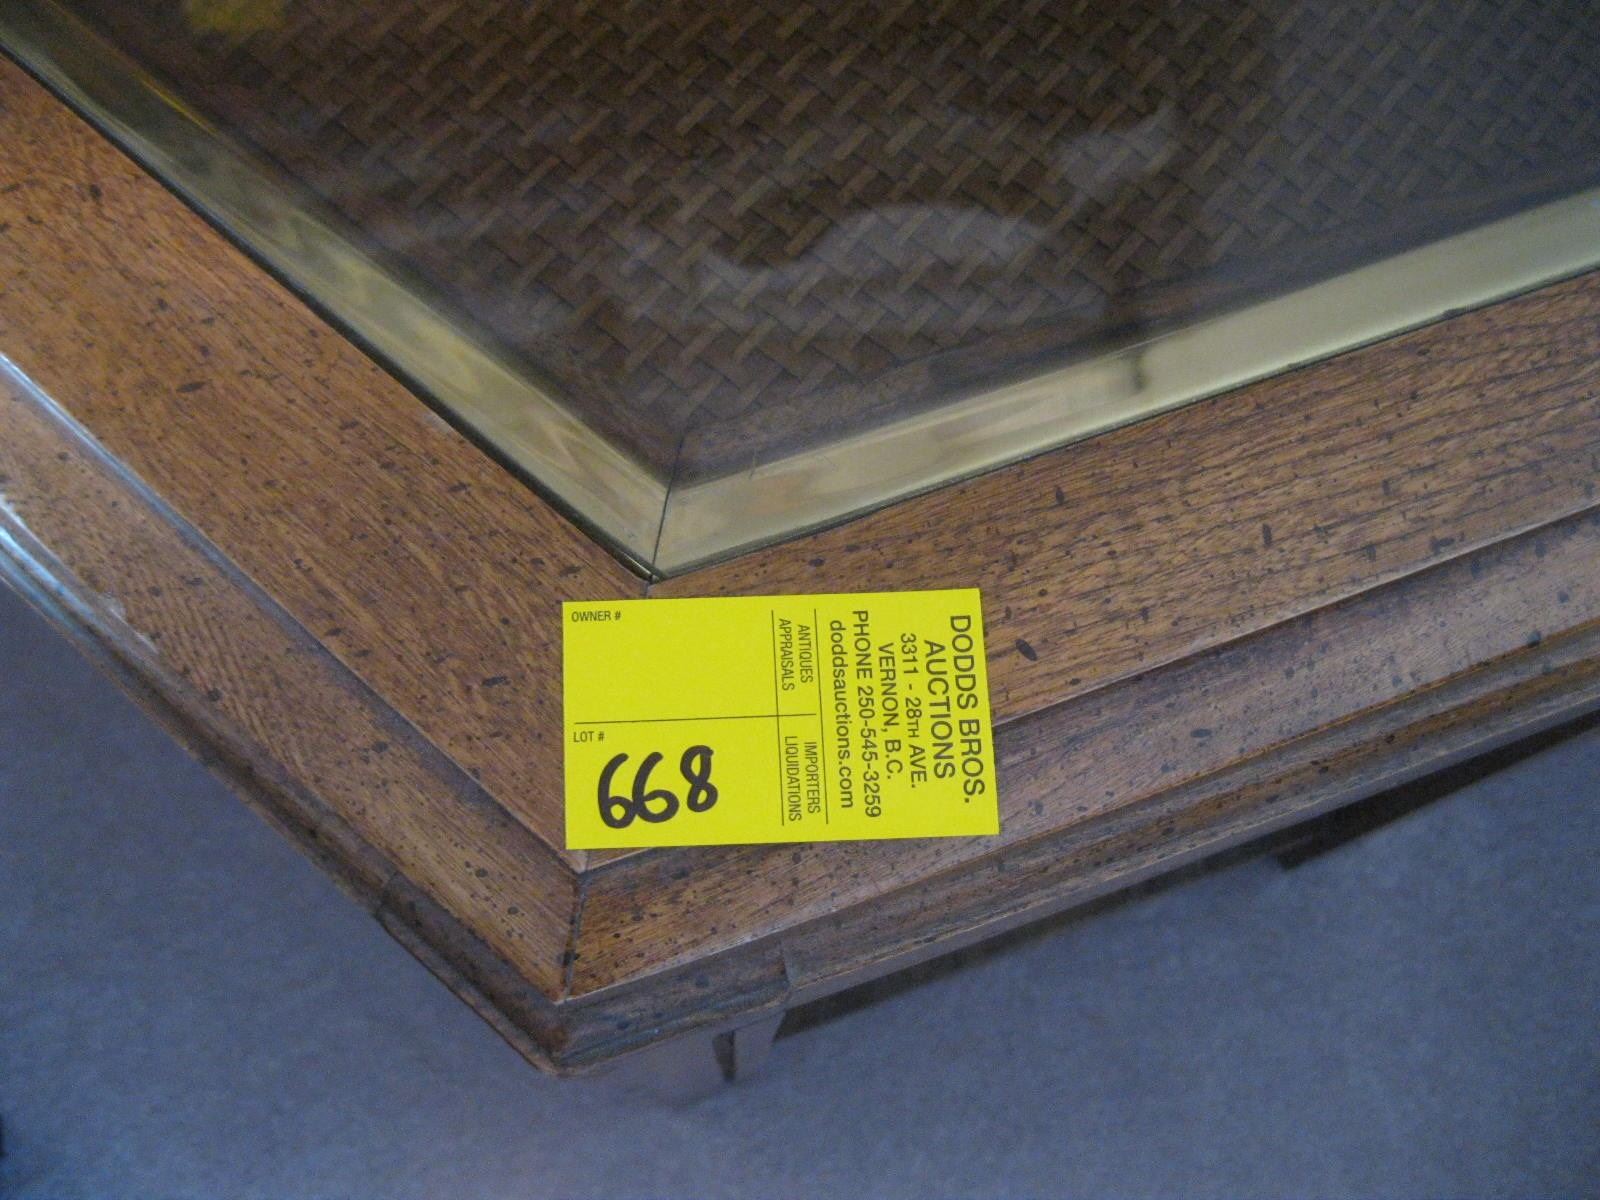 DODDS BROS.
AUCTIONS
3311 - 28TH AVE.
VERNON, B.C.
PHONE 250-545-3259
doddsauctions.com
ANTIQUES
APPRAISALS
IMPORTERS
LIQUIDATIONS
OWNER #
LOT #
668